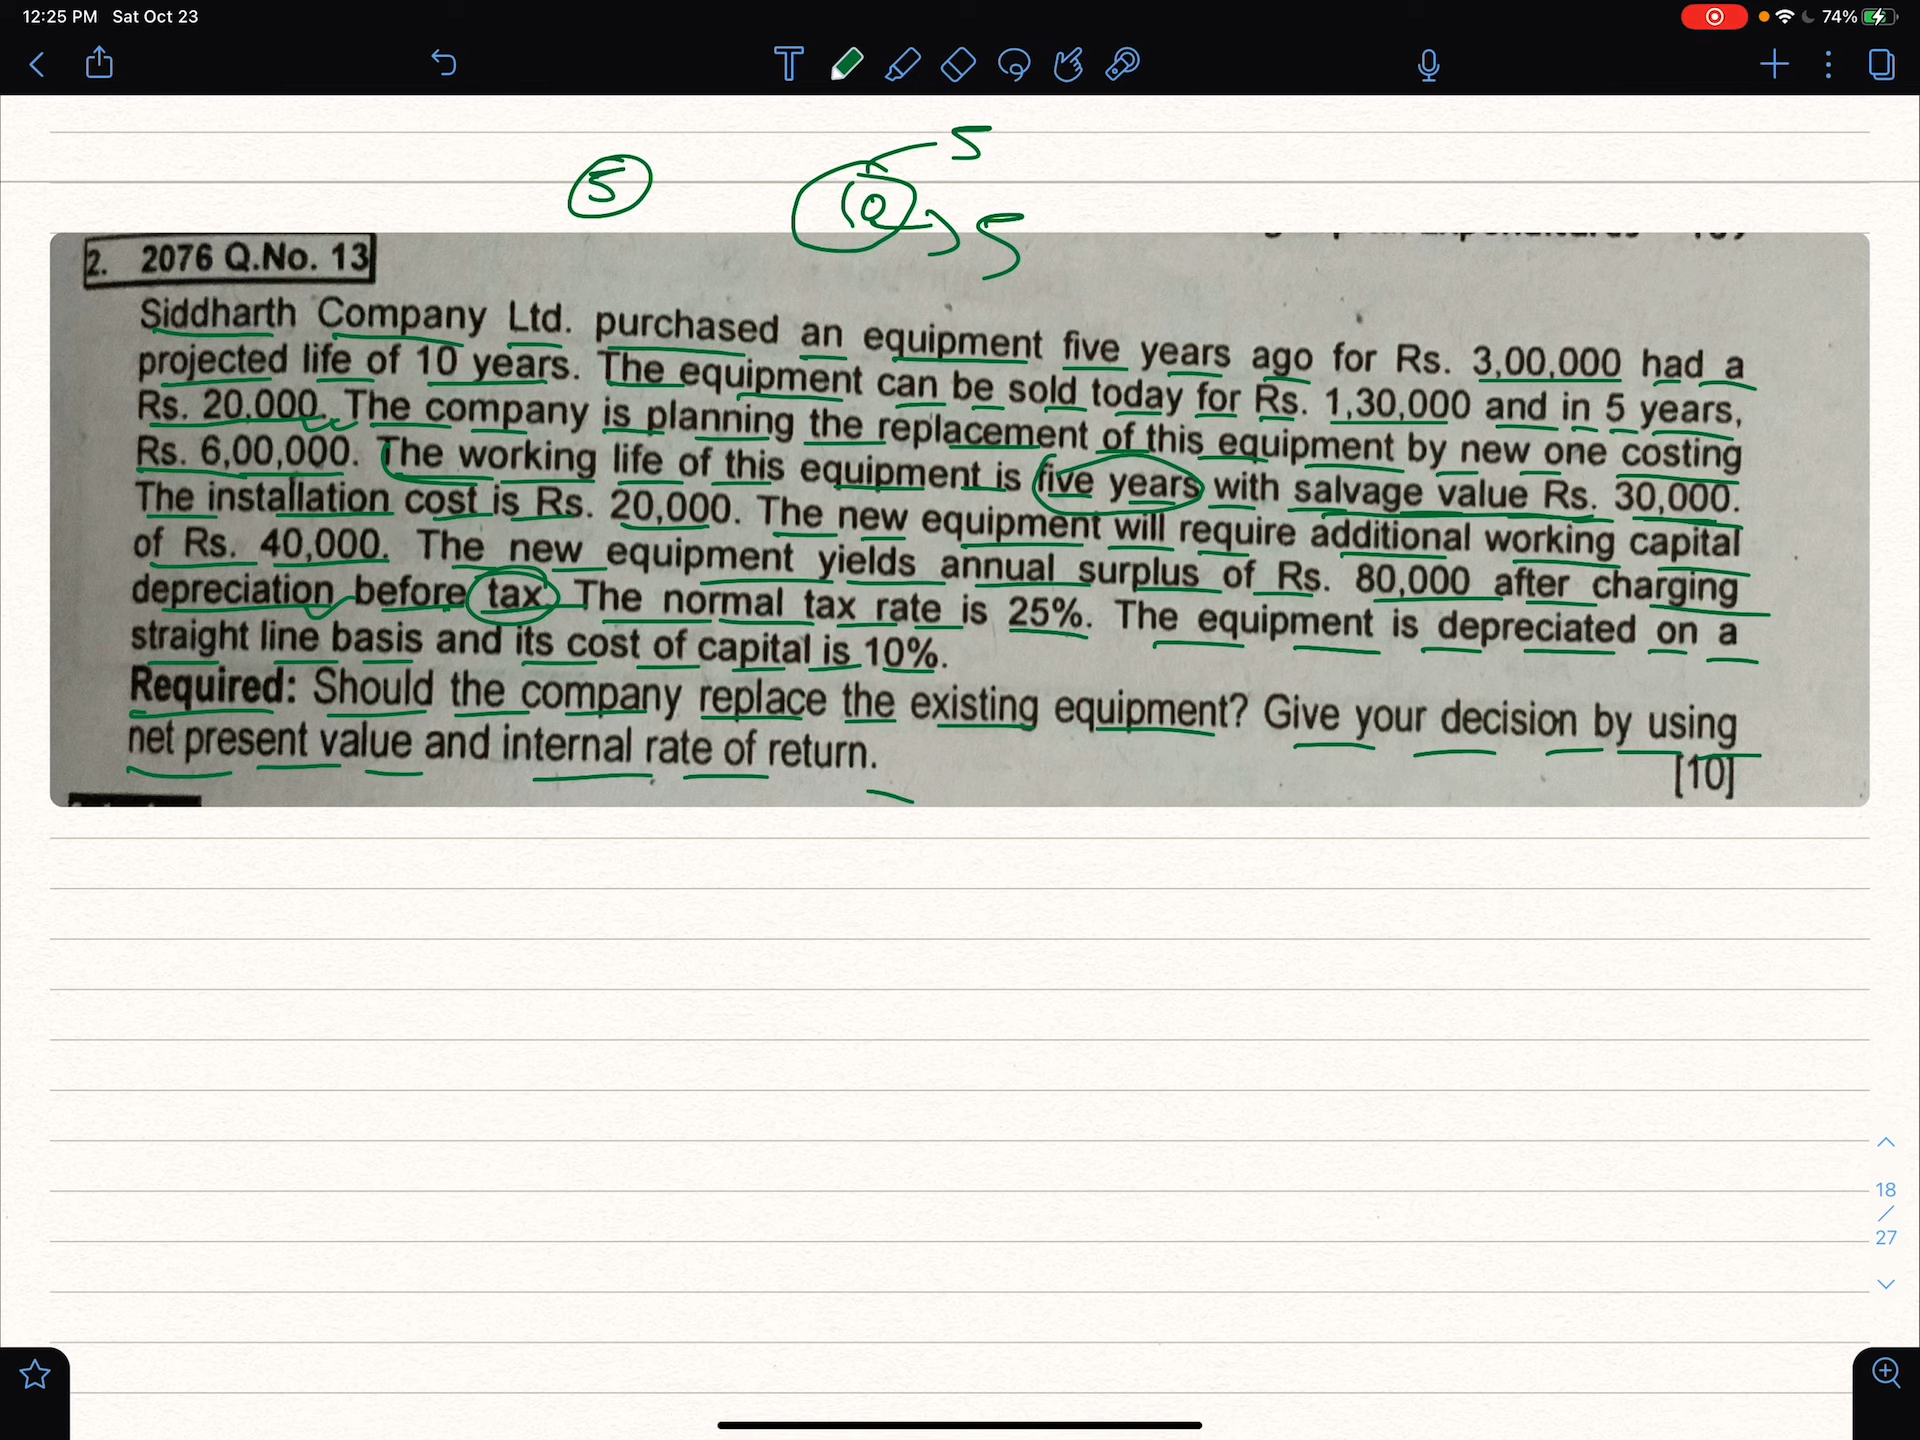 12:25 PM Sat Oct 23
74%
5
5
10
5
2. 2076 Q.No. 13
Siddharth Company Ltd. purchased an equipment five years ago for Rs. 3,00,000 had a
projected life of 10 years. The equipment can be sold today for Rs. 1,30,000 and in 5 years,
Rs. 20,000. The company is planning the replacement of this equipment by new one costing
Rs. 6,00,000. The working life of this equipment is five years with salvage value Rs. 30,000.
The installation cost is Rs. 20,000. The new equipment will require additional working capital
of Rs. 40,000. The new equipment yields annual surplus of Rs. 80,000 after charging
depreciation before tax. The normal tax rate is 25%. The equipment is depreciated on a
straight line basis and its cost of capital is 10%.
Required: Should the company replace the existing equipment? Give your decision by using
net present value and internal rate of return.
[10]
18
/
27